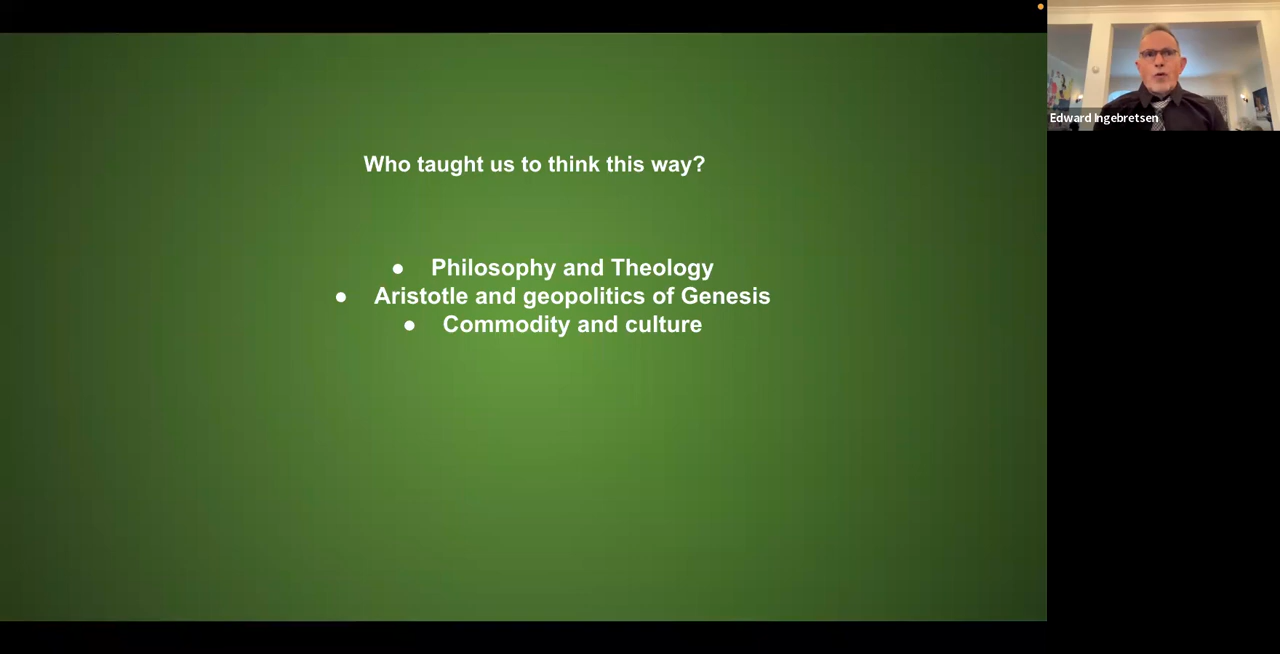 Who taught us to think this way?
● Philosophy and Theology
● Aristotle and geopolitics of Genesis
● Commodity and culture
Edward Ingebretsen